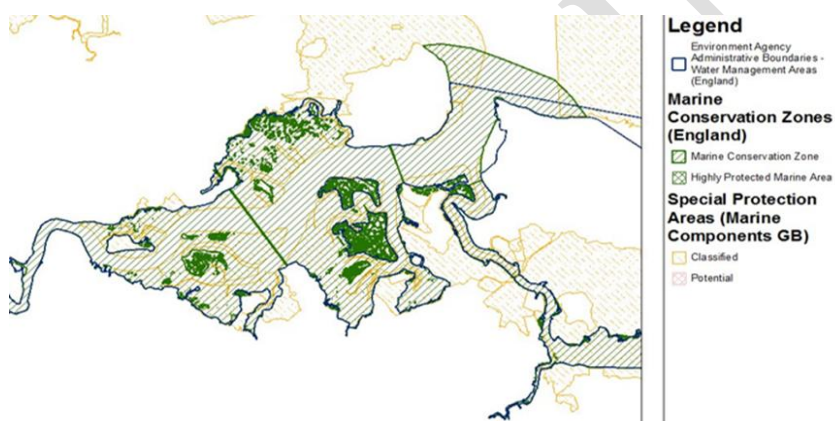 Legend
Environment Agency
Administrative Boundaries -
Water Management Areas
(England)
Marine
Conservation Zones
(England)
Marine Conservation Zone
Highly Protected Marine Area
Special Protection
Areas (Marine
Components GB)
Classified
Potential